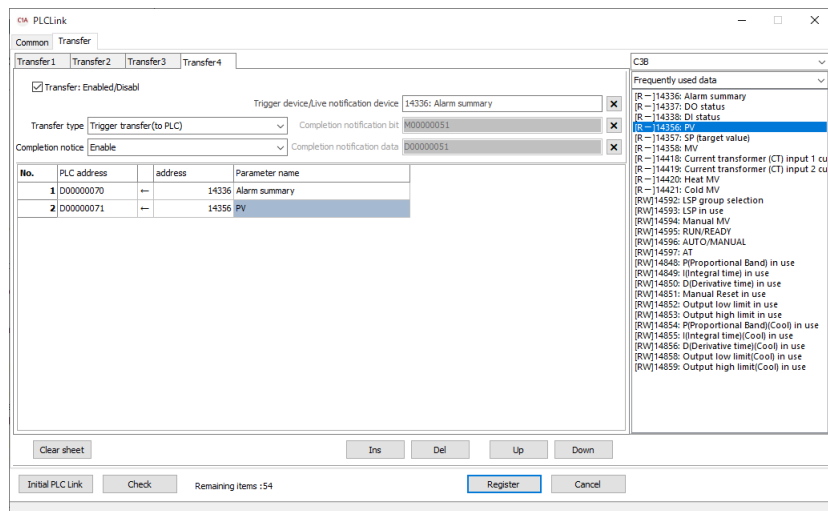 C1A PLCLink
Common Transfer
Transfer1 Transfer2 Transfer3 Transfer4
Transfer: Enabled/Disabl
Trigger device/Live notification device 14336: Alarm summary
Transfer type Trigger transfer(to PLC) Completion notification bit M00000051
Completion notice Enable Completion notification data D00000051
No. PLC address address Parameter name
1 D00000070 ← 14336 Alarm summary
2 D00000071 ← 14356 PV
C3B
Frequently used data
[R－]14336: Alarm summary
[R－]14337: DO status
[R－]14338: DI status
[R－]14356: PV
[R－]14357: SP (target value)
[R－]14358: MV
[R－]14418: Current transformer (CT) input 1 cu
[R－]14419: Current transformer (CT) input 2 cu
[R－]14420: Heat MV
[R－]14421: Cold MV
[RW]14592: LSP group selection
[RW]14593: LSP in use
[RW]14594: Manual MV
[RW]14595: RUN/READY
[RW]14596: AUTO/MANUAL
[RW]14597: AT
[RW]14848: P(Proportional Band) in use
[RW]14849: I(Integral time) in use
[RW]14850: D(Derivative time) in use
[RW]14851: Manual Reset in use
[RW]14852: Output low limit in use
[RW]14853: Output high limit in use
[RW]14854: P(Proportional Band)(Cool) in use
[RW]14855: I(Integral time)(Cool) in use
[RW]14856: D(Derivative time)(Cool) in use
[RW]14858: Output low limit(Cool) in use
[RW]14859: Output high limit(Cool) in use
Clear sheet Ins Del Up Down
Initial PLC Link Check Remaining items :54 Register Cancel